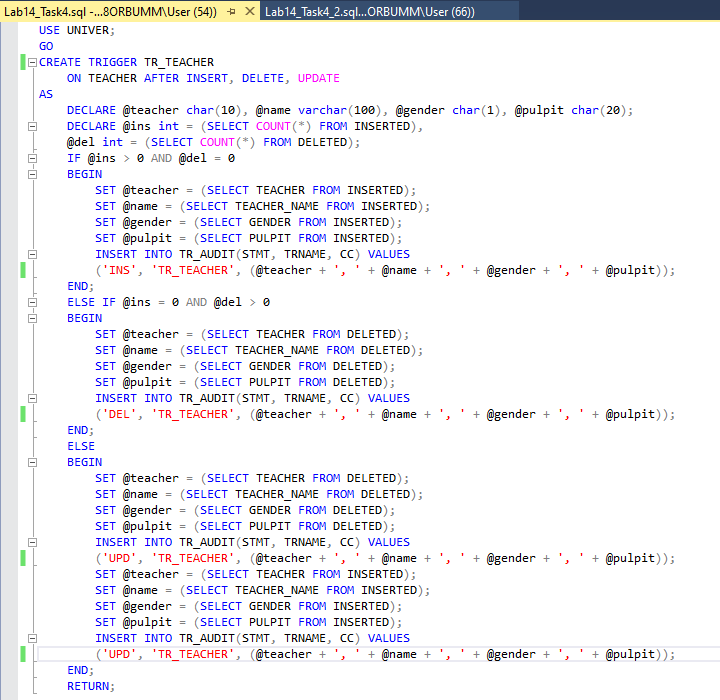 Lab14_Task4.sql -...8ORBUMM\User (54))
Lab14_Task4_2.sql...ORBUMM\User (66))
USE UNIVER;
GO
CREATE TRIGGER TR_TEACHER
ON TEACHER AFTER INSERT, DELETE, UPDATE
AS
DECLARE @teacher char(10), @name varchar(100), @gender char(1), @pulpit char(20);
DECLARE @ins int = (SELECT COUNT(*) FROM INSERTED),
@del int = (SELECT COUNT(*) FROM DELETED);
IF @ins > 0 AND @del = 0
BEGIN
SET @teacher = (SELECT TEACHER FROM INSERTED);
SET @name = (SELECT TEACHER_NAME FROM INSERTED);
SET @gender = (SELECT GENDER FROM INSERTED);
SET @pulpit = (SELECT PULPIT FROM INSERTED);
INSERT INTO TR_AUDIT(STMT, TRNAME, CC) VALUES
('INS', 'TR_TEACHER', (@teacher + ', ' + @name + ', ' + @gender + ', ' + @pulpit));
END;
ELSE IF @ins = 0 AND @del > 0
BEGIN
SET @teacher = (SELECT TEACHER FROM DELETED);
SET @name = (SELECT TEACHER_NAME FROM DELETED);
SET @gender = (SELECT GENDER FROM DELETED);
SET @pulpit = (SELECT PULPIT FROM DELETED);
INSERT INTO TR_AUDIT(STMT, TRNAME, CC) VALUES
('DEL', 'TR_TEACHER', (@teacher + ', ' + @name + ', ' + @gender + ', ' + @pulpit));
END;
ELSE
BEGIN
SET @teacher = (SELECT TEACHER FROM DELETED);
SET @name = (SELECT TEACHER_NAME FROM DELETED);
SET @gender = (SELECT GENDER FROM DELETED);
SET @pulpit = (SELECT PULPIT FROM DELETED);
INSERT INTO TR_AUDIT(STMT, TRNAME, CC) VALUES
('UPD', 'TR_TEACHER', (@teacher + ', ' + @name + ', ' + @gender + ', ' + @pulpit));
SET @teacher = (SELECT TEACHER FROM INSERTED);
SET @name = (SELECT TEACHER_NAME FROM INSERTED);
SET @gender = (SELECT GENDER FROM INSERTED);
SET @pulpit = (SELECT PULPIT FROM INSERTED);
INSERT INTO TR_AUDIT(STMT, TRNAME, CC) VALUES
('UPD', 'TR_TEACHER', (@teacher + ', ' + @name + ', ' + @gender + ', ' + @pulpit));
END;
RETURN;